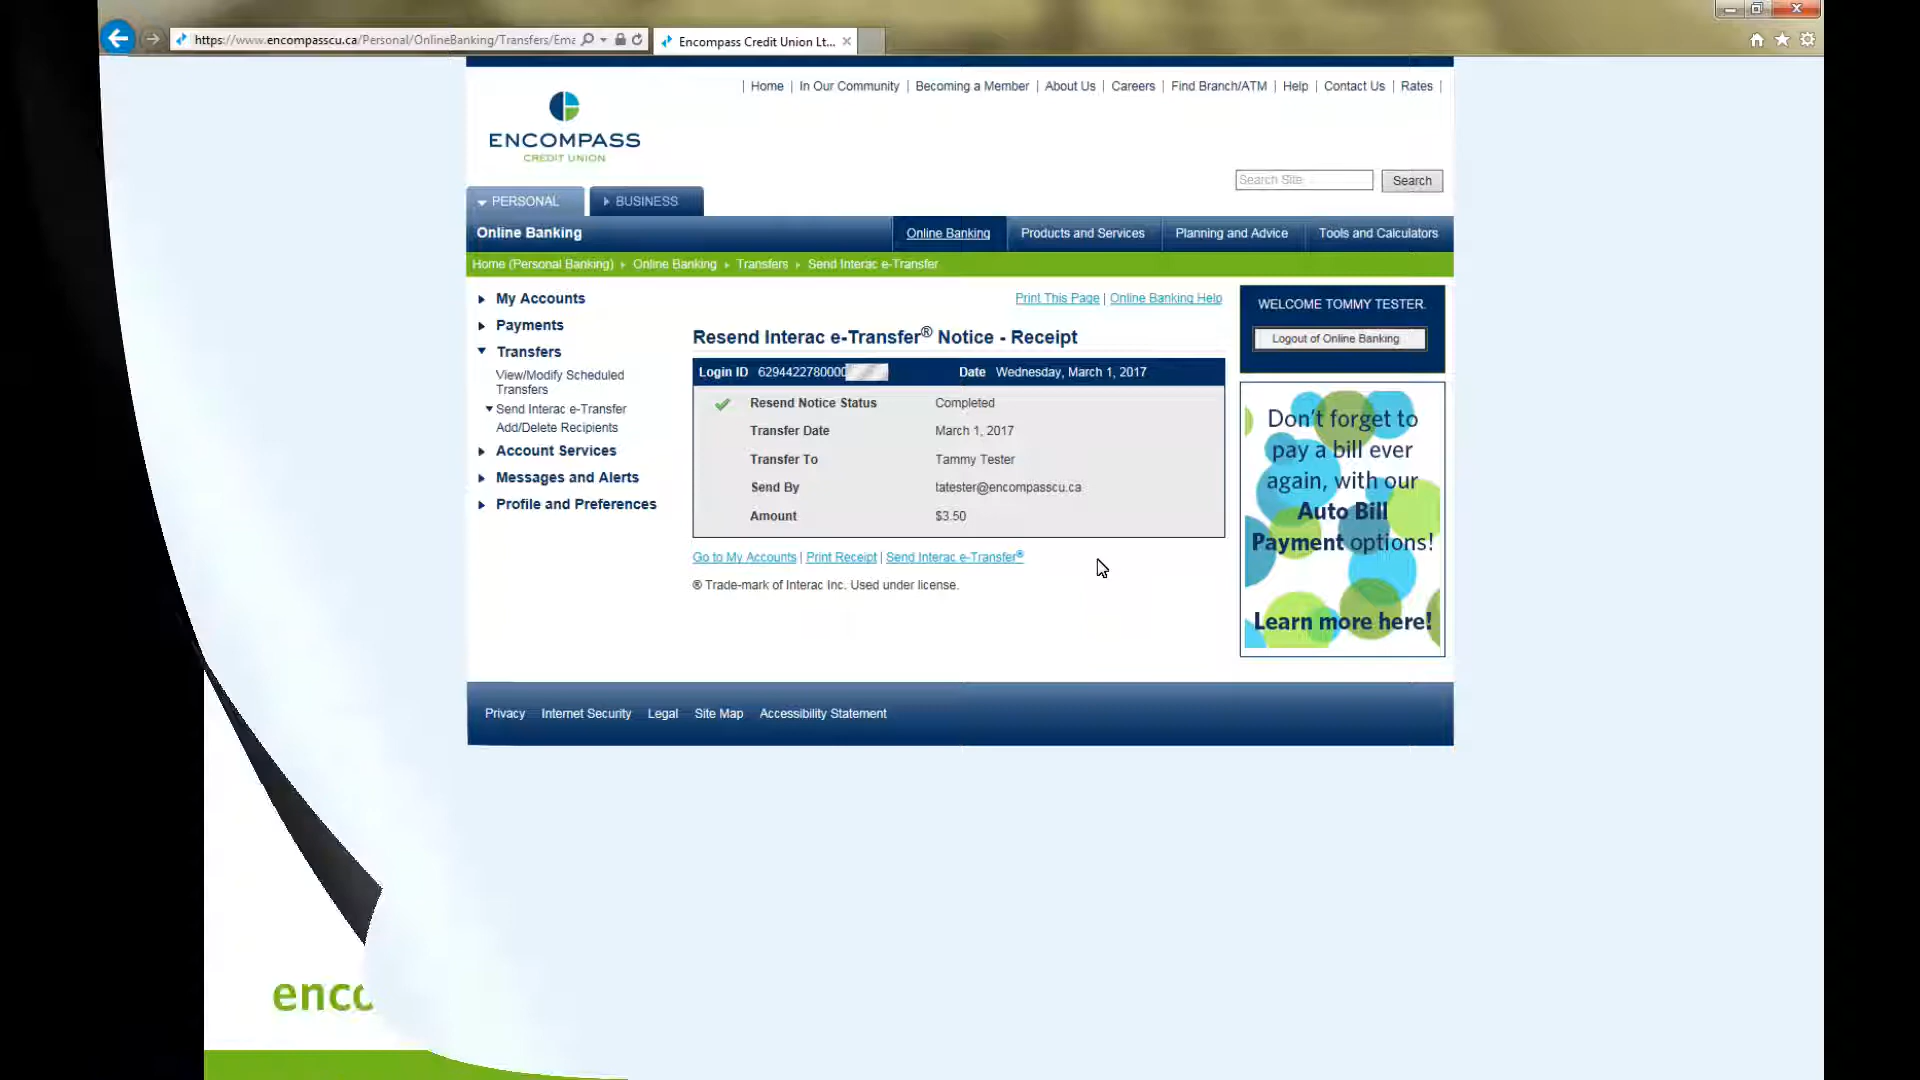 https://www.encompasscu.ca/Personal/OnlineBanking/Transfers/Ema
Encompass Credit Union Lt...
Home | In Our Community | Becoming a Member | About Us | Careers | Find Branch/ATM | Help | Contact Us | Rates |
ENCOMPASS
CREDIT UNION
Search Site
Search
PERSONAL
BUSINESS
Online Banking
Online Banking
Products and Services
Planning and Advice
Tools and Calculators
Home (Personal Banking) Online Banking Transfers Send Interac e-Transfer
My Accounts
Payments
Transfers
View/Modify Scheduled
Transfers
Send Interac e-Transfer
Add/Delete Recipients
Account Services
Messages and Alerts
Profile and Preferences
Print This Page | Online Banking Help
Resend Interac e-Transfer® Notice - Receipt
Login ID 6294422780000 Date Wednesday, March 1, 2017
Resend Notice Status Completed
Transfer Date March 1, 2017
Transfer To Tammy Tester
Send By tatester@encompasscu.ca
Amount $3.50
Go to My Accounts | Print Receipt | Send Interac e-Transfer®
® Trade-mark of Interac Inc. Used under license.
WELCOME TOMMY TESTER.
Logout of Online Banking
Don't forget to
pay a bill ever
again, with our
Auto Bill
Payment options!
Learn more here!
Privacy Internet Security Legal Site Map Accessibility Statement
enco